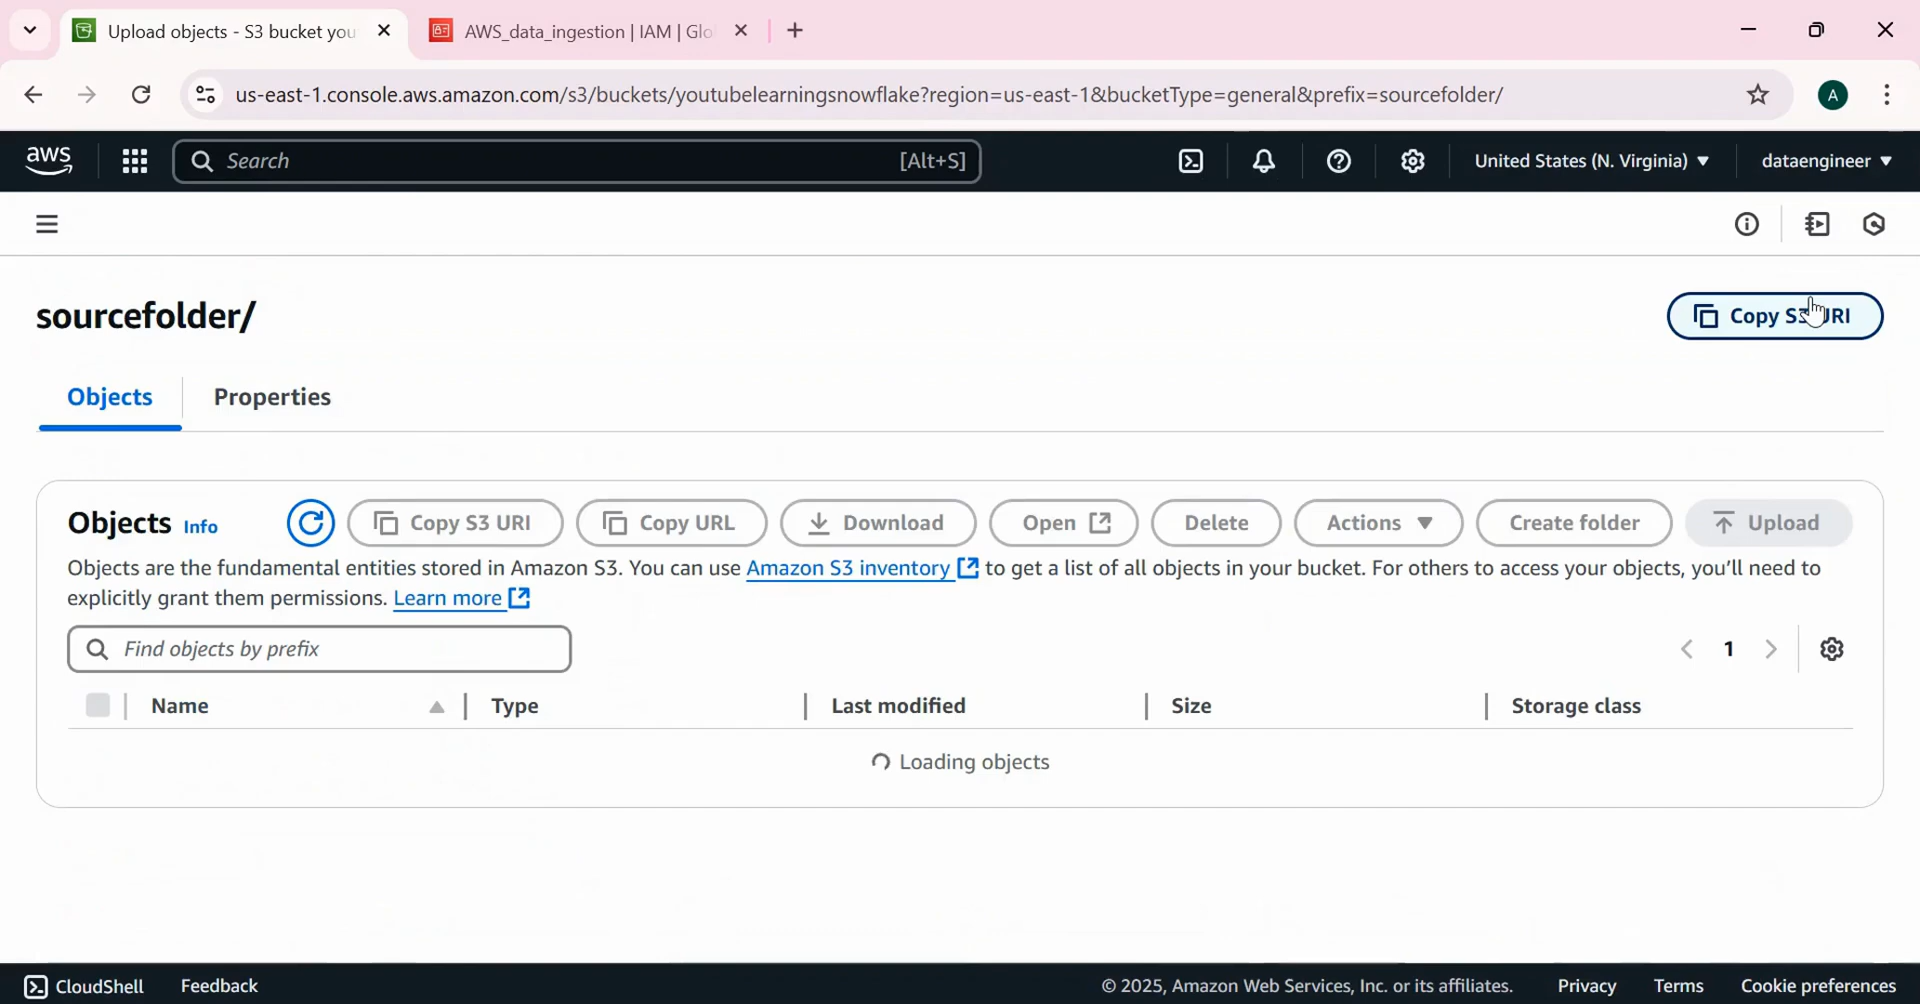 Upload objects - S3 bucket you
AWS_data_ingestion | IAM | Glo
us-east-1.console.aws.amazon.com/s3/buckets/youtubelearningsnowflake?region=us-east-1&bucketType=general&prefix=sourcefolder/
A
aws
Search
[Alt+S]
United States (N. Virginia)
dataengineer
sourcefolder/
Copy S3 URI
Objects
Properties
Objects Info
Copy S3 URI
Copy URL
Download
Open
Delete
Actions
Create folder
Upload
Objects are the fundamental entities stored in Amazon S3. You can use Amazon S3 inventory to get a list of all objects in your bucket. For others to access your objects, you'll need to
explicitly grant them permissions. Learn more
Find objects by prefix
1
Name
Type
Last modified
Size
Storage class
Loading objects
CloudShell
Feedback
© 2025, Amazon Web Services, Inc. or its affiliates.
Privacy
Terms
Cookie preferences